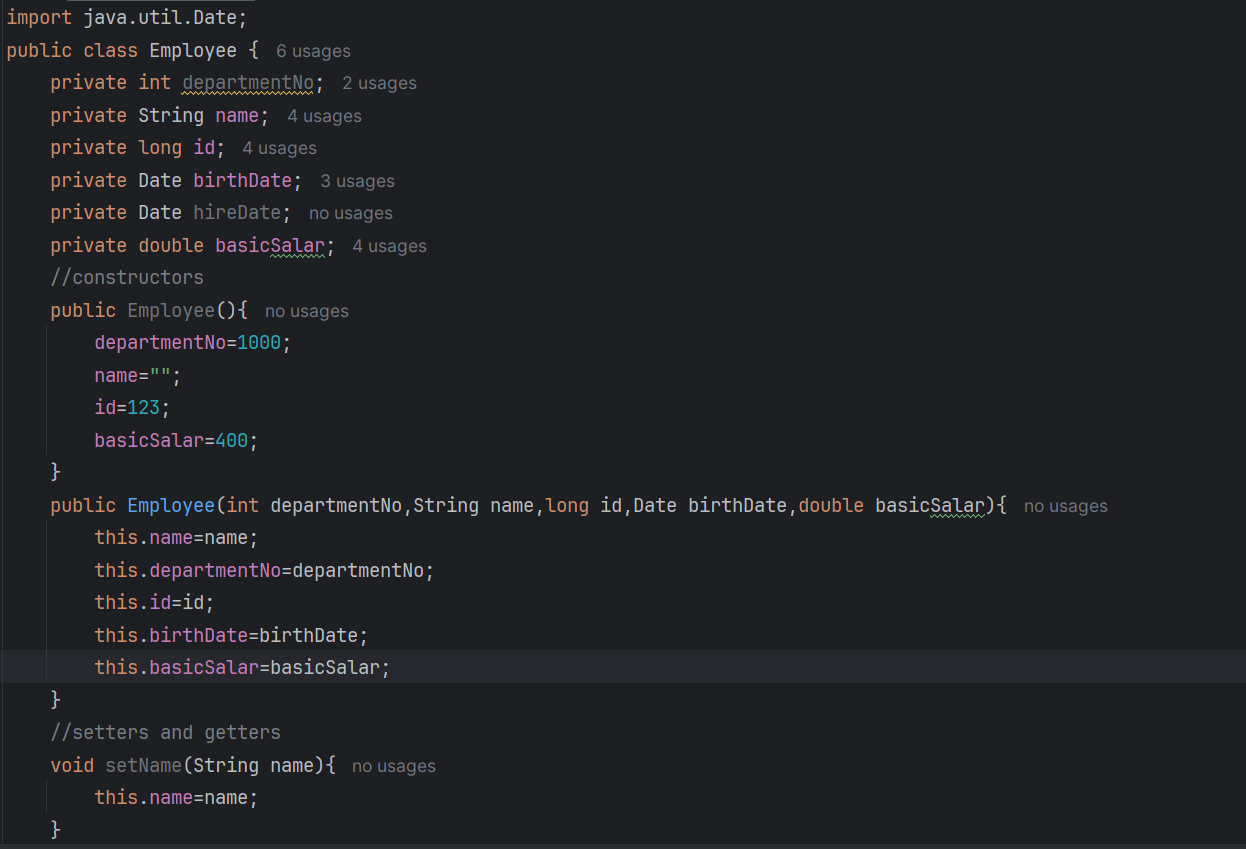 import java.util.Date;
public class Employee { 6 usages
    private int departmentNo; 2 usages
    private String name; 4 usages
    private long id; 4 usages
    private Date birthDate; 3 usages
    private Date hireDate; no usages
    private double basicSalar; 4 usages
    //constructors
    public Employee(){ no usages
        departmentNo=1000;
        name="";
        id=123;
        basicSalar=400;
    }
    public Employee(int departmentNo,String name,long id,Date birthDate,double basicSalar){ no usages
        this.name=name;
        this.departmentNo=departmentNo;
        this.id=id;
        this.birthDate=birthDate;
        this.basicSalar=basicSalar;
    }
    //setters and getters
    void setName(String name){ no usages
        this.name=name;
    }